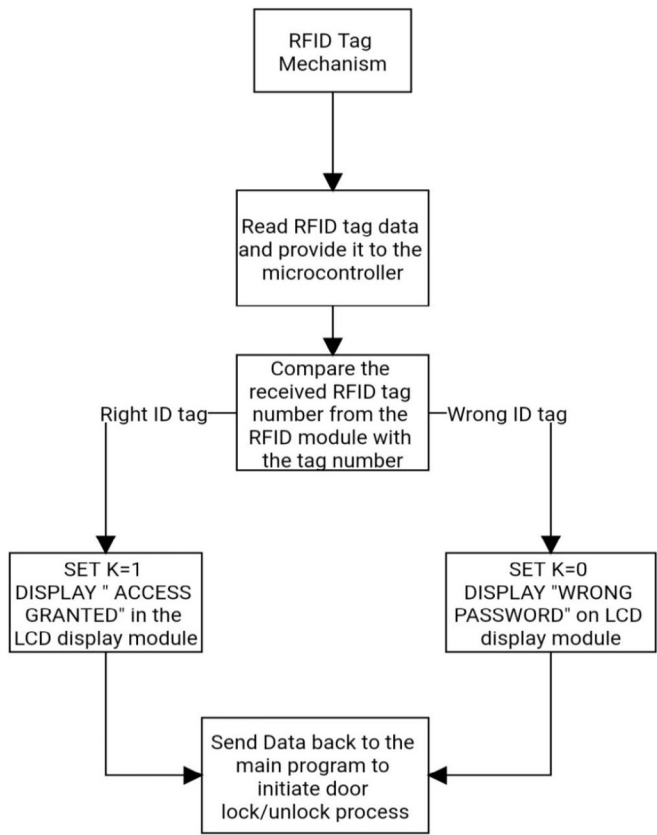 RFID Tag
Mechanism
Read RFID tag data
and provide it to the
microcontroller
Compare the
received RFID tag
number from the
RFID module with
the tag number
Right ID tag
Wrong ID tag
SET K=1
DISPLAY " ACCESS
GRANTED" in the
LCD display module
SET K=0
DISPLAY "WRONG
PASSWORD" on LCD
display module
Send Data back to the
main program to
initiate door
lock/unlock process